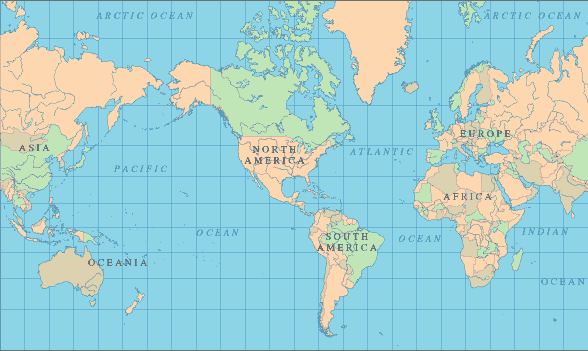 ARCTIC OCEAN
ARCTIC OCEAN
EUROPE
ASIA
NORTH
AMERICA
ATLANTIC
PACIFIC
AFRICA
OCEAN
SOUTH
AMERICA
OCEAN
INDIAN
OCEANIA
OCEAN